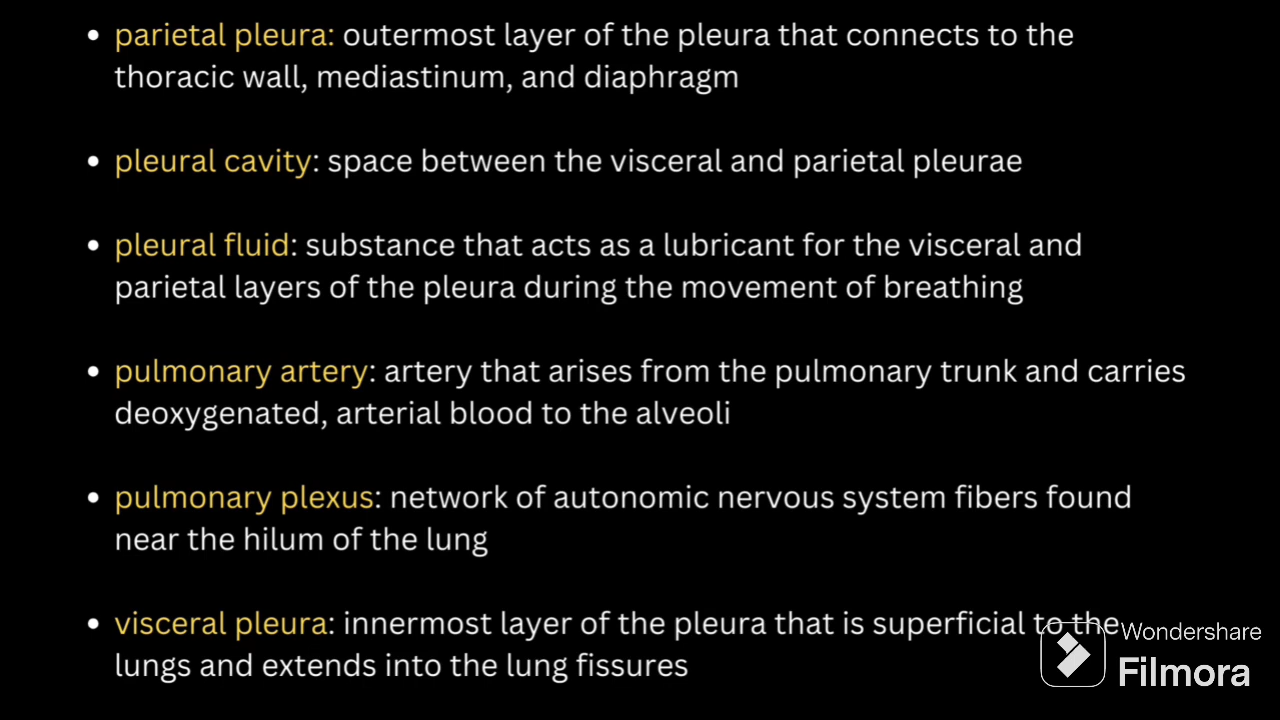 • parietal pleura: outermost layer of the pleura that connects to the
thoracic wall, mediastinum, and diaphragm
• pleural cavity: space between the visceral and parietal pleurae
• pleural fluid: substance that acts as a lubricant for the visceral and
parietal layers of the pleura during the movement of breathing
• pulmonary artery: artery that arises from the pulmonary trunk and carries
deoxygenated, arterial blood to the alveoli
• pulmonary plexus: network of autonomic nervous system fibers found
near the hilum of the lung
• visceral pleura: innermost layer of the pleura that is superficial to the
lungs and extends into the lung fissures
Wondershare
Filmora